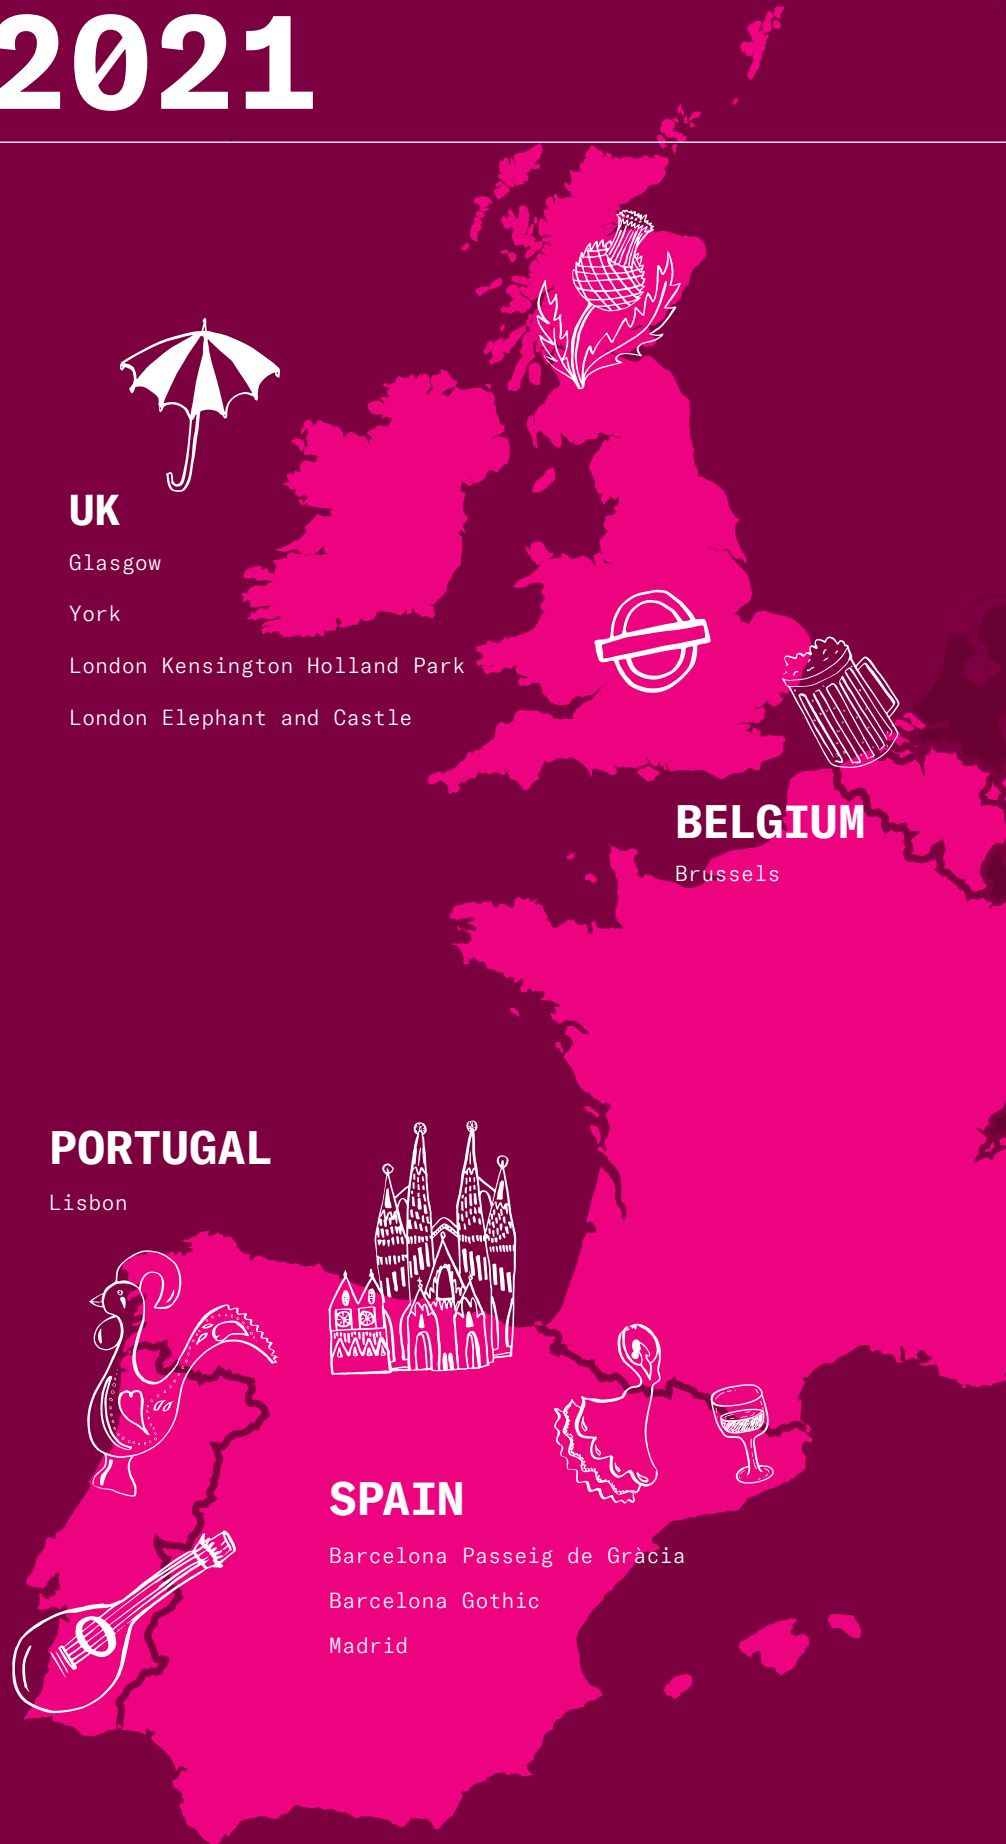 2021
UK
Glasgow
York
London Kensington Holland Park
London Elephant and Castle
BELGIUM
Brussels
PORTUGAL
Lisbon
SPAIN
Barcelona Passeig de Gràcia
Barcelona Gothic
Madrid